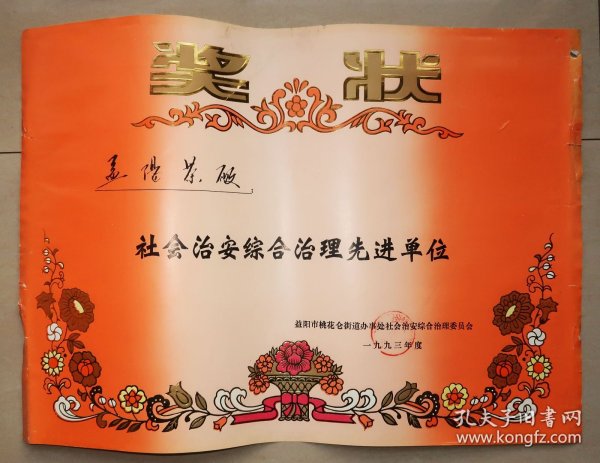 奖状
益阳茶厂
社会治安综合治理先进单位
益阳市桃花仑街道办事处社会治安综合治理委员会
一九九三年度
孔夫子旧书网
www.kongfz.com